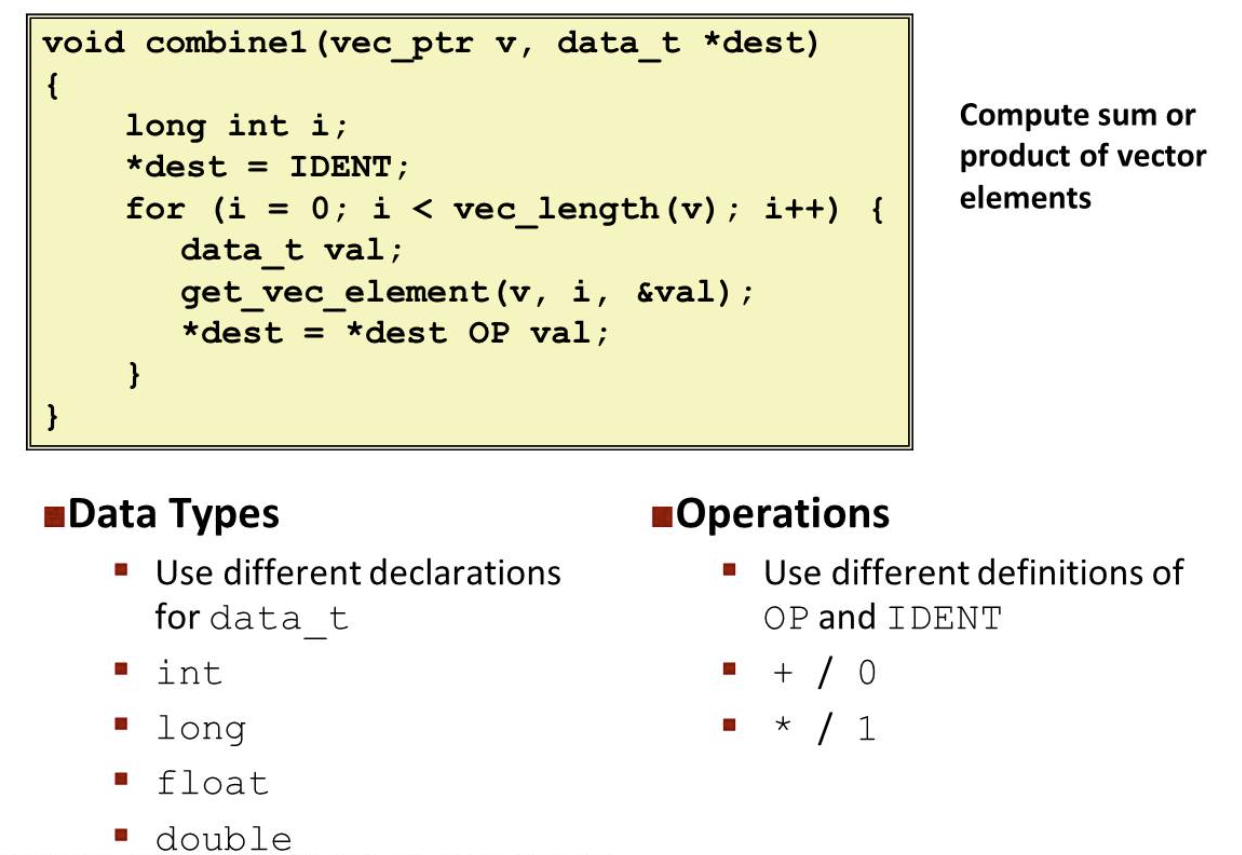 void combine1(vec_ptr v, data_t *dest)
{
long int i;
*dest = IDENT;
for (i = 0; i < vec_length(v); i++) {
data_t val;
get_vec_element(v, i, &val);
*dest = *dest OP val;
}
}
Compute sum or
product of vector
elements
Data Types
Use different declarations
for data_t
int
long
float
double
Operations
Use different definitions of
OP and IDENT
+ / 0
* / 1